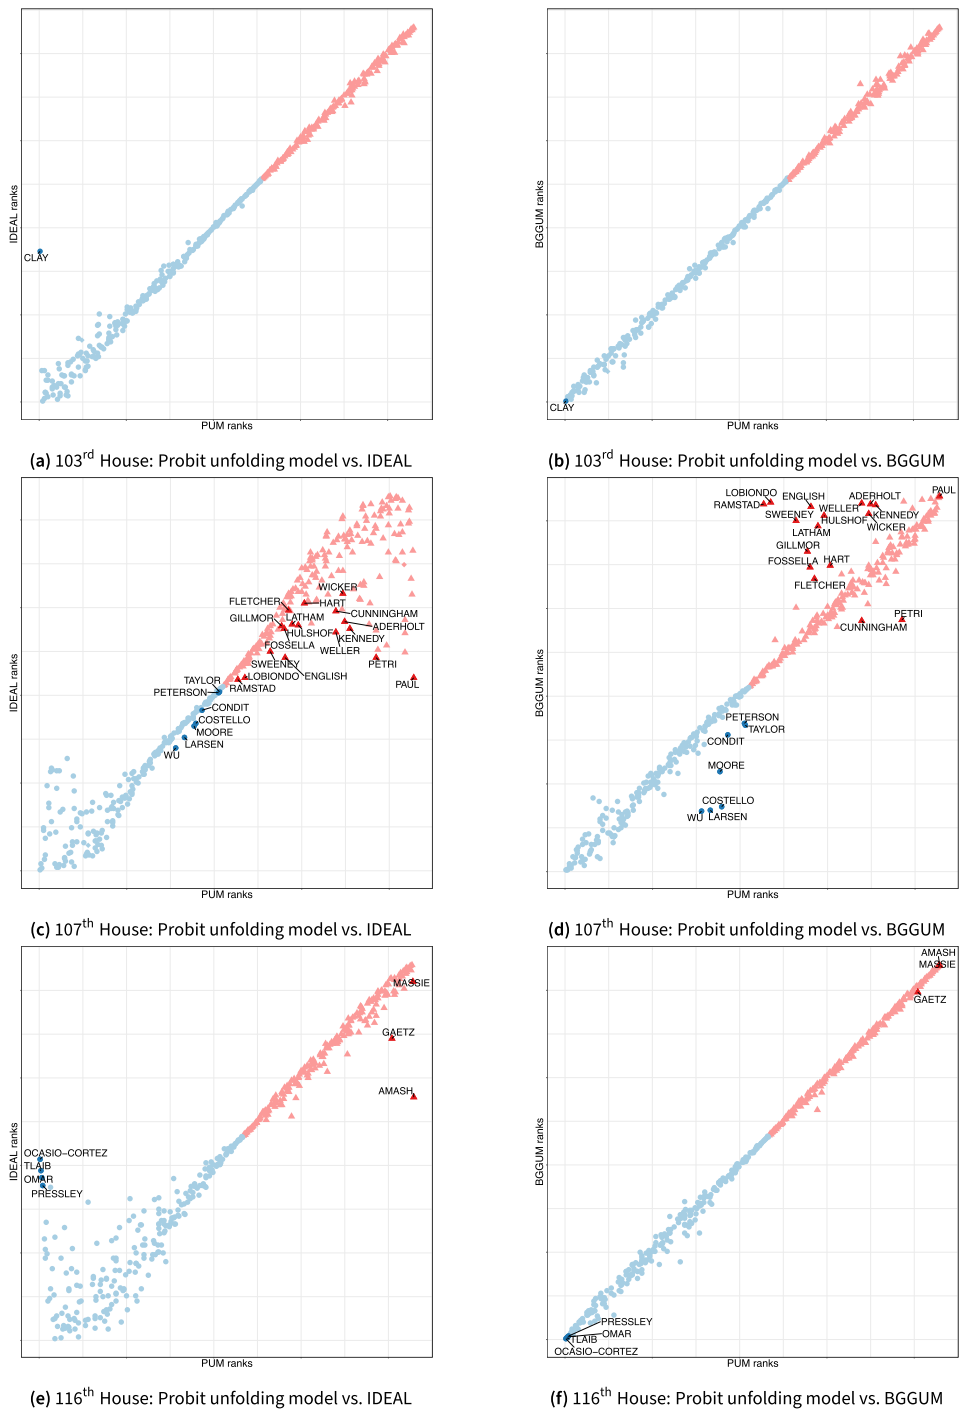 IDEAL ranks
CLAY
PUM ranks
(a) 103rd House: Probit unfolding model vs. IDEAL
BGGUM ranks
CLAY
PUM ranks
(b) 103rd House: Probit unfolding model vs. BGGUM
IDEAL ranks
WICKER
FLETCHER
HART
CUNNINGHAM
GILLMOR
LATHAM
ADERHOLT
HULSHOF
KENNEDY
FOSSELLA
WELLER
SWEENEY
PETRI
TAYLOR
LOBIONDO
ENGLISH
PETERSON
RAMSTAD
PAUL
CONDIT
COSTELLO
MOORE
LARSEN
WU
PUM ranks
(c) 107th House: Probit unfolding model vs. IDEAL
BGGUM ranks
LOBIONDO
ENGLISH
ADERHOLT
PAUL
RAMSTAD
WELLER
SWEENEY
HULSHOF
KENNEDY
LATHAM
WICKER
GILLMOR
FOSSELLA
HART
FLETCHER
PETRI
CUNNINGHAM
PETERSON
TAYLOR
CONDIT
MOORE
COSTELLO
WU
LARSEN
PUM ranks
(d) 107th House: Probit unfolding model vs. BGGUM
IDEAL ranks
MASSIE
GAETZ
AMASH
OCASIO−CORTEZ
TLAIB
OMAR
PRESSLEY
PUM ranks
(e) 116th House: Probit unfolding model vs. IDEAL
BGGUM ranks
AMASH
MASSIE
GAETZ
PRESSLEY
OMAR
TLAIB
OCASIO−CORTEZ
PUM ranks
(f) 116th House: Probit unfolding model vs. BGGUM